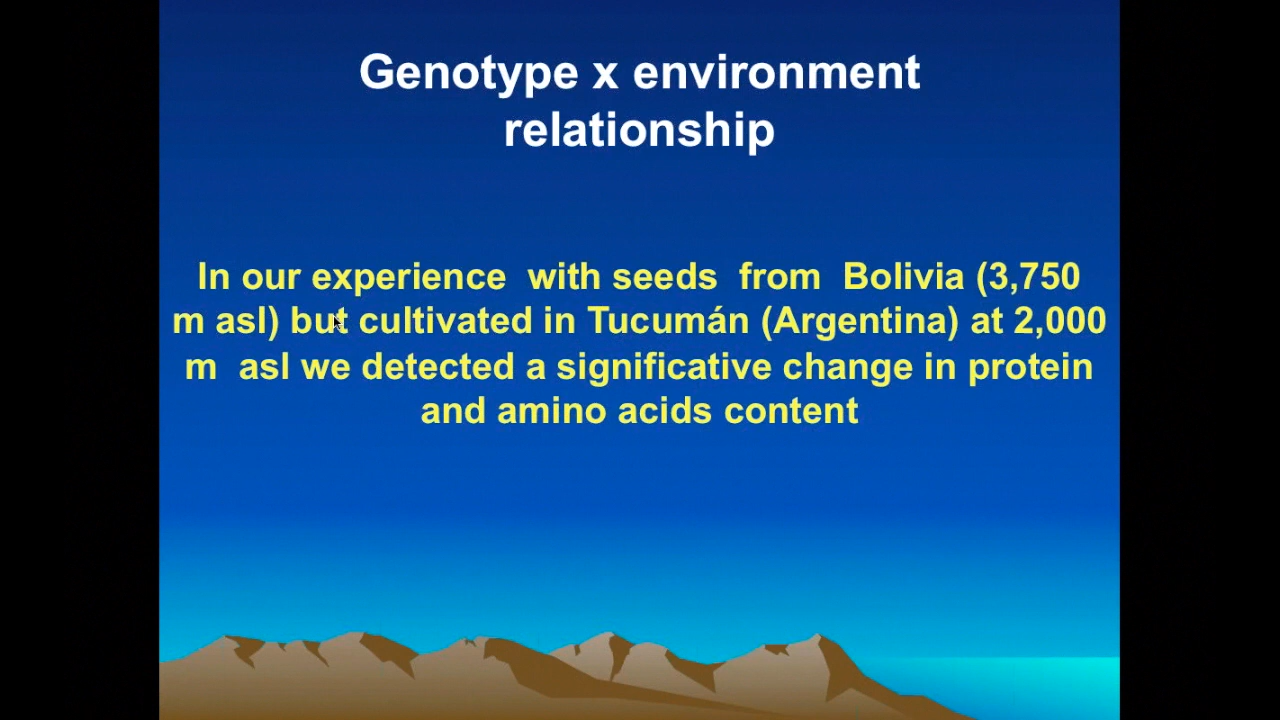 Genotype x environment
relationship
In our experience with seeds from Bolivia (3,750
m asl) but cultivated in Tucumán (Argentina) at 2,000
m asl we detected a significative change in protein
and amino acids content